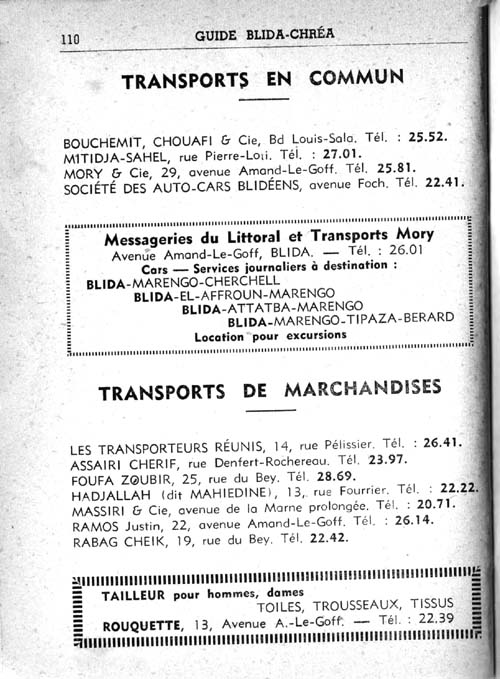 110 GUIDE BLIDA-CHRÉA
TRANSPORTS EN COMMUN
BOUCHEMIT, CHOUAFI & Cie, Bd Louis-Sala. Tél. : 25.52.
MITIDJA-SAHEL, rue Pierre-Loti. Tél. : 27.01.
MORY & Cie, 29, avenue Amand-Le-Goff. Tél. 25.81.
SOCIÉTÉ DES AUTO-CARS BLIDÉENS, avenue Foch. Tél. 22.41.
Messageries du Littoral et Transports Mory
Avenue Amand-Le-Goff, BLIDA. — Tél. : 26.01
Cars — Services journaliers à destination :
BLIDA-MARENGO-CHERCHELL
BLIDA-EL-AFFROUN-MARENGO
BLIDA-ATTATBA-MARENGO
BLIDA-MARENGO-TIPAZA-BERARD
Location pour excursions
TRANSPORTS DE MARCHANDISES
LES TRANSPORTEURS RÉUNIS, 14, rue Pélissier. Tél. : 26.41.
ASSAIRI CHERIF, rue Denfert-Rochereau. Tél. 23.97.
FOUFA ZOUBIR, 25, rue du Bey. Tél. 28.69.
HADJALLAH (dit MAHIEDINE), 13, rue Fourrier. Tél. : 22.22.
MASSIRI & Cie, avenue de la Marne prolongée. Tél. : 20.71.
RAMOS Justin, 22, avenue Amand-Le-Goff. Tél. : 26.14.
RABAG CHEIK, 19, rue du Bey. Tél. 22.42.
TAILLEUR pour hommes, dames
TOILES, TROUSSEAUX, TISSUS
ROUQUETTE, 13, Avenue A.-Le-Goff. — Tél. : 22.39